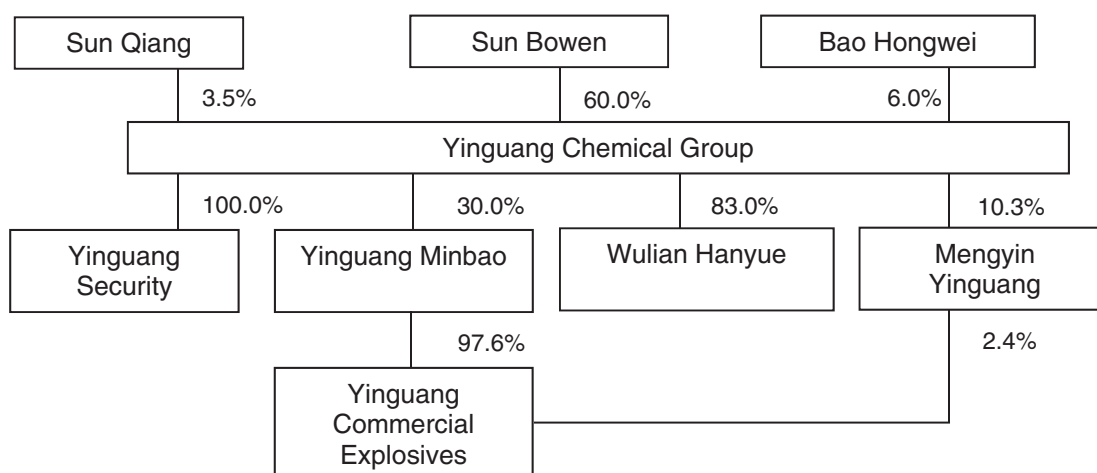 Sun Qiang
Sun Bowen
Bao Hongwei
3.5%
60.0%
6.0%
Yinguang Chemical Group
100.0%
30.0%
83.0%
10.3%
Yinguang
Security
Yinguang Minbao
Wulian Hanyue
Mengyin
Yinguang
97.6%
2.4%
Yinguang
Commercial
Explosives